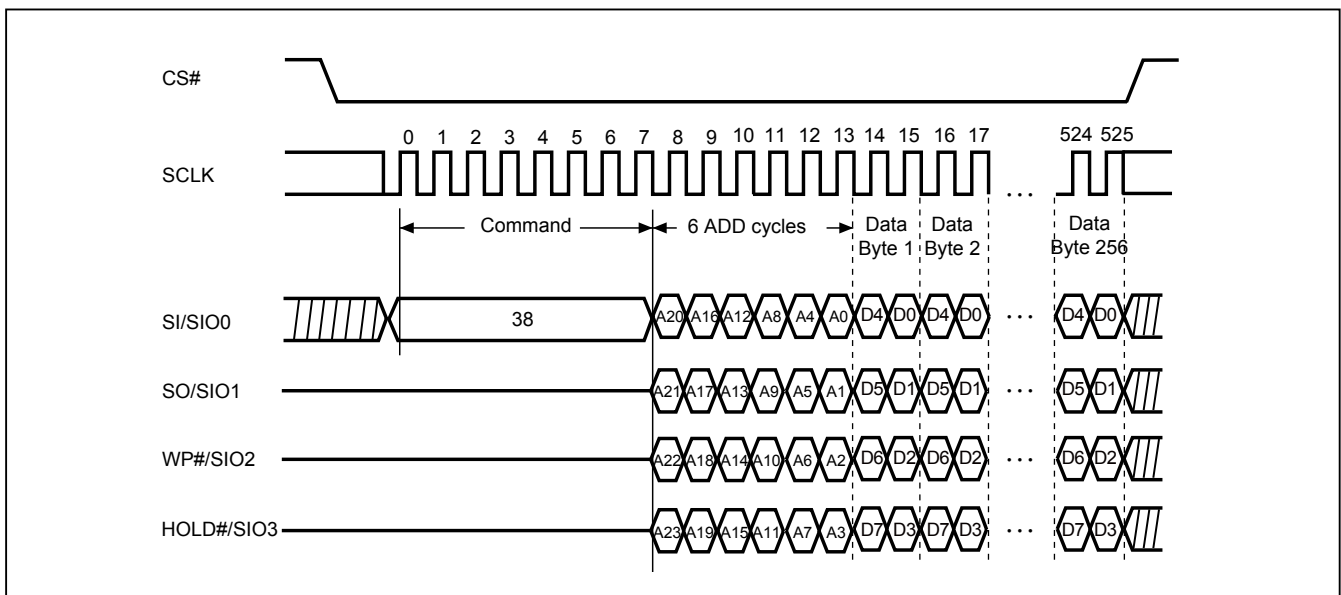 CS#
0 1 2 3 4 5 6 7 8 9 10 11 12 13 14 15 16 17 524 525
SCLK
...
Command 6 ADD cycles Data Byte 1 Data Byte 2 Data Byte 256
SI/SIO0 38 A20 A16 A12 A8 A4 A0 D4 D0 D4 D0 ... D4 D0
SO/SIO1 A21 A17 A13 A9 A5 A1 D5 D1 D5 D1 ... D5 D1
WP#/SIO2 A22 A18 A14 A10 A6 A2 D6 D2 D6 D2 ... D6 D2
HOLD#/SIO3 A23 A19 A15 A11 A7 A3 D7 D3 D7 D3 ... D7 D3